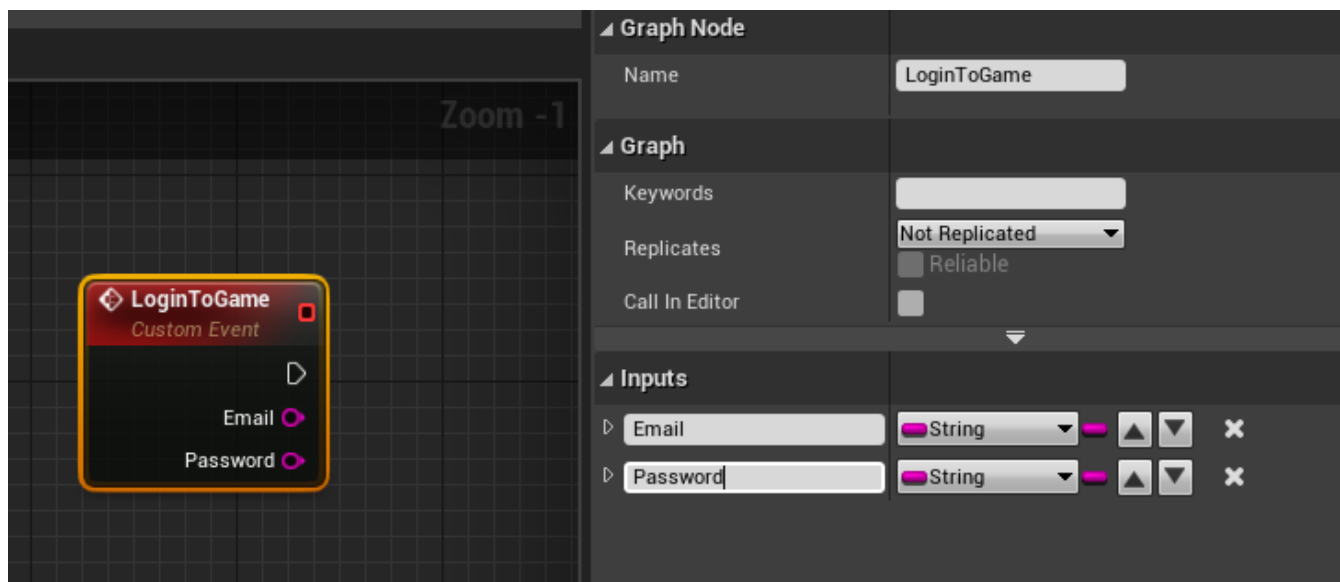 Zoom -1
LoginToGame
Custom Event
Email
Password
Graph Node
Name LoginToGame
Graph
Keywords
Replicates Not Replicated
Reliable
Call In Editor
Inputs
Email String
Password String